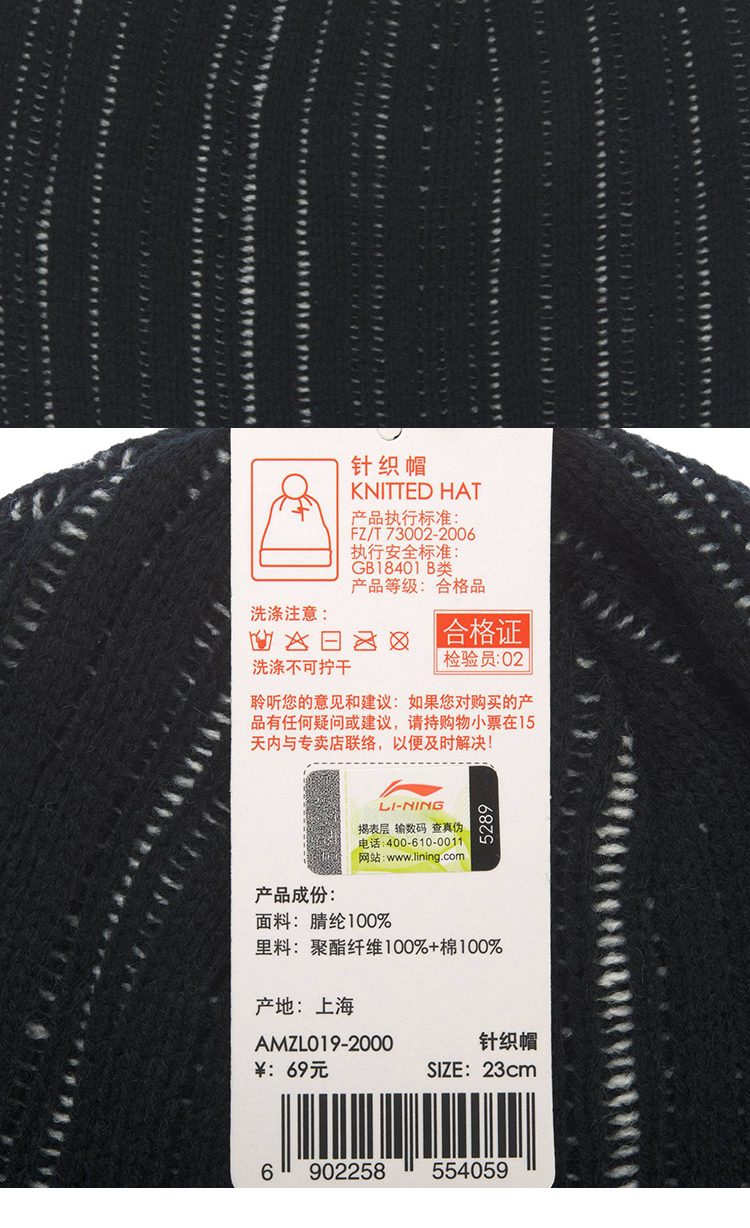 针织帽
KNITTED HAT
产品执行标准：
FZ/T 73002-2006
执行安全标准：
GB18401 B类
产品等级：合格品
洗涤注意：
洗涤不可拧干
合格证
检验员:02
聆听您的意见和建议：如果您对购买的产
品有任何疑问或建议，请持购物小票在15
天内与专卖店联络，以便及时解决！
LI-NING
揭表层 输数码 查真伪
电话:400-610-0011
网站:www.lining.com
5289
产品成份：
面料：腈纶100%
里料：聚酯纤维100%+棉100%
产地：上海
AMZL019-2000 针织帽
¥：69元 SIZE：23cm
6 902258 554059